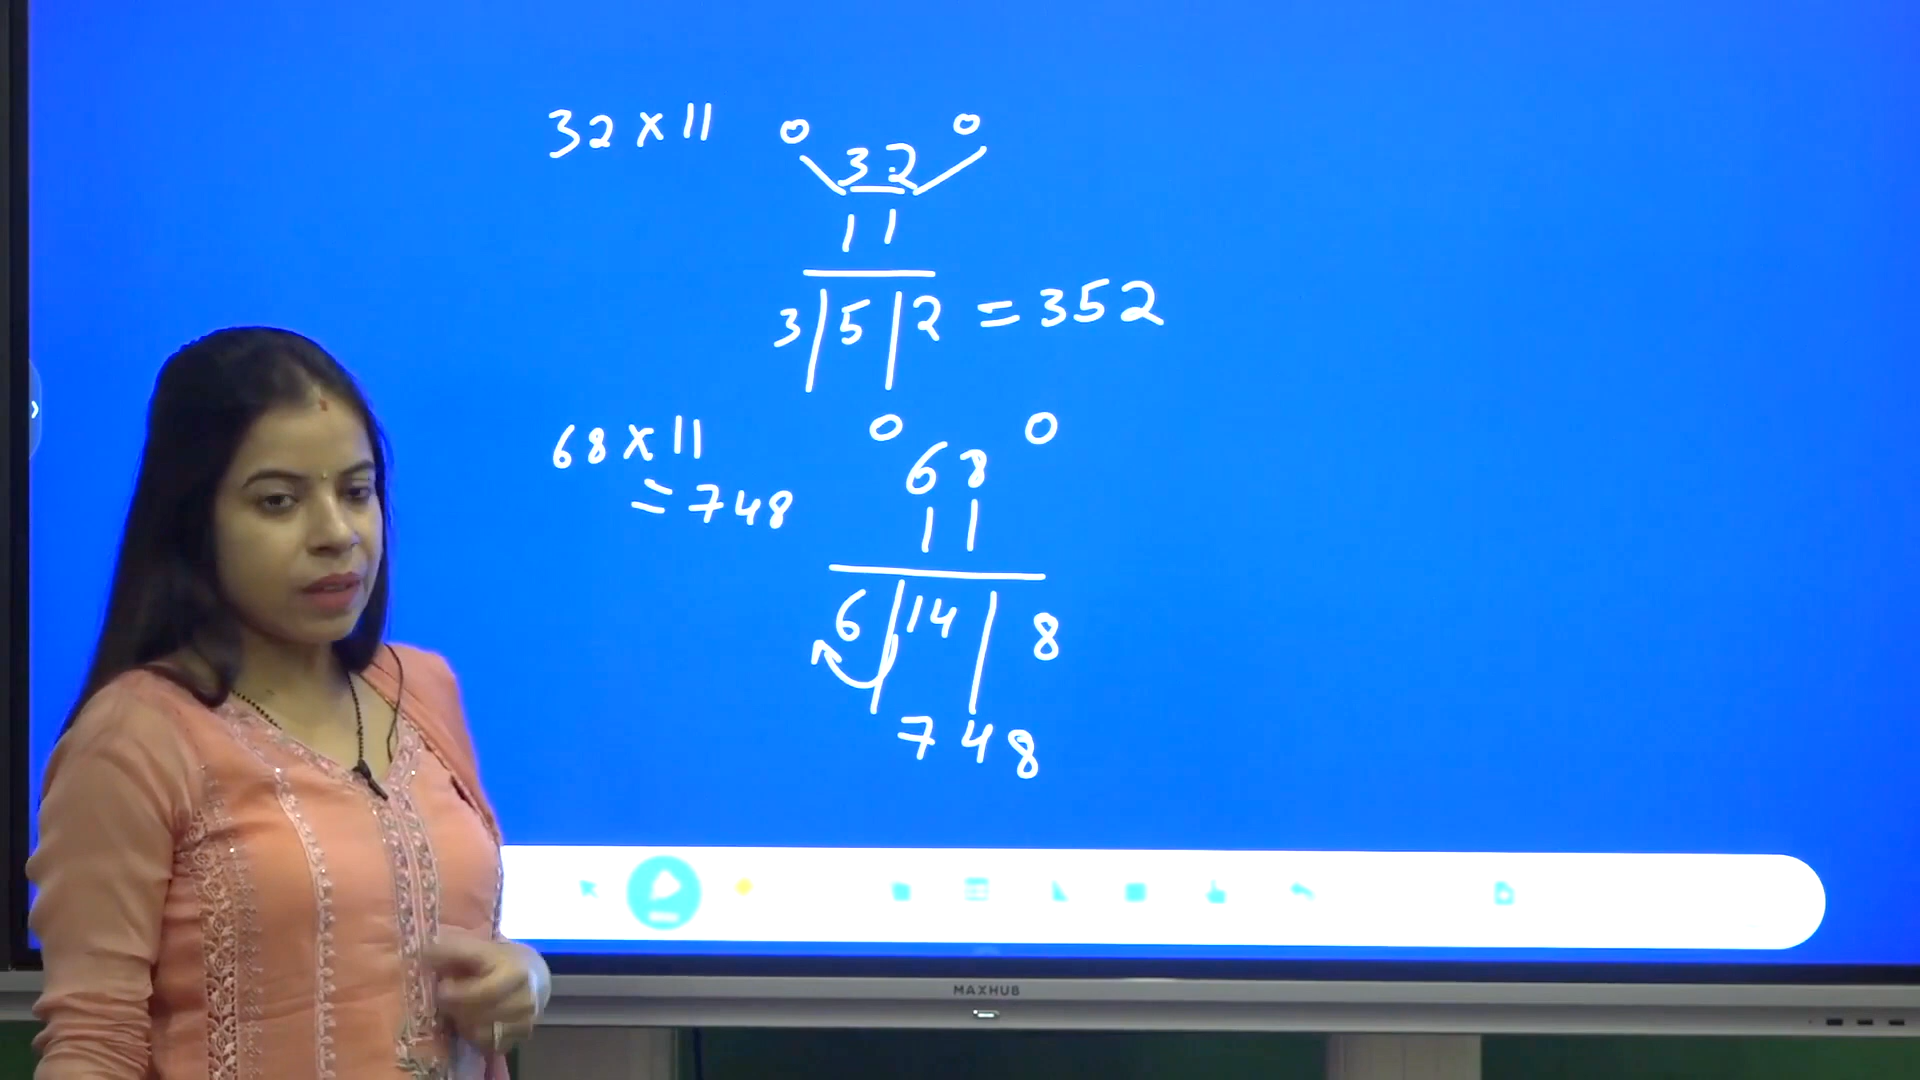 32 x 11
0 0
32
11
3 | 5 | 2 = 352
68 x 11
= 748
0 0
68
11
6 | 14 | 8
748
MAXHUB